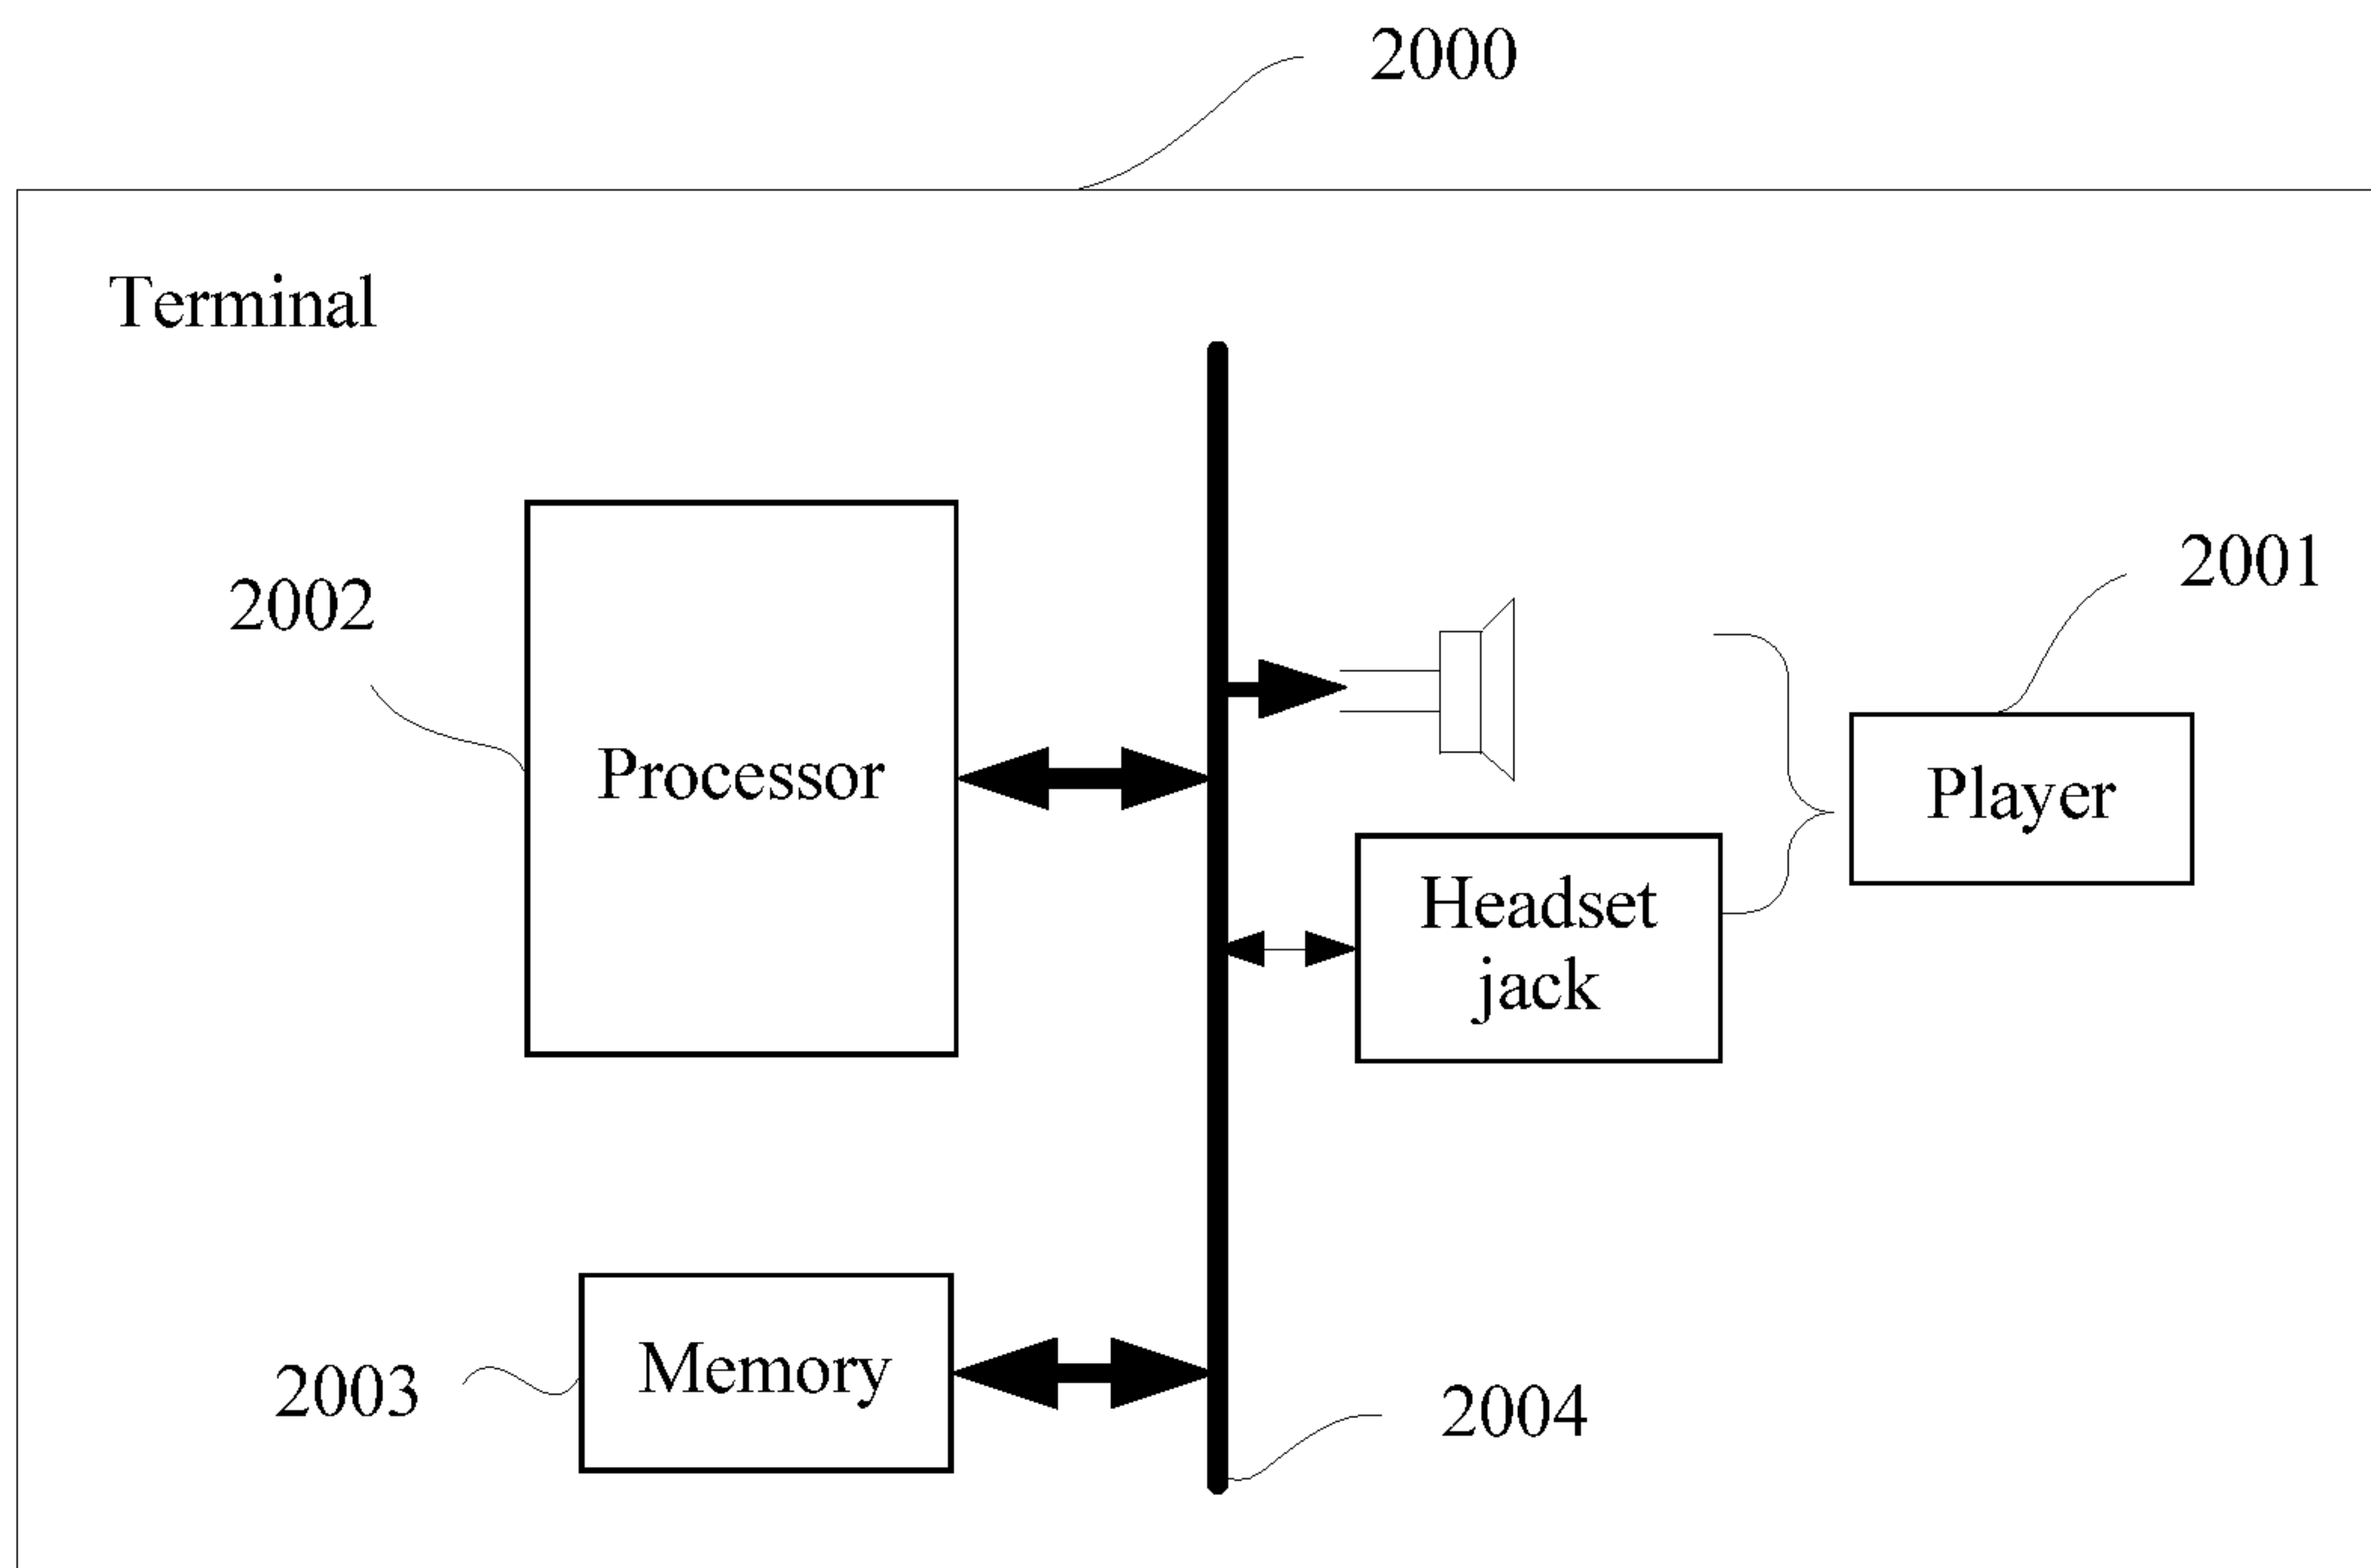 2000
Terminal
2001
2002
Processor
Player
Headset
jack
Memory
2003
2004